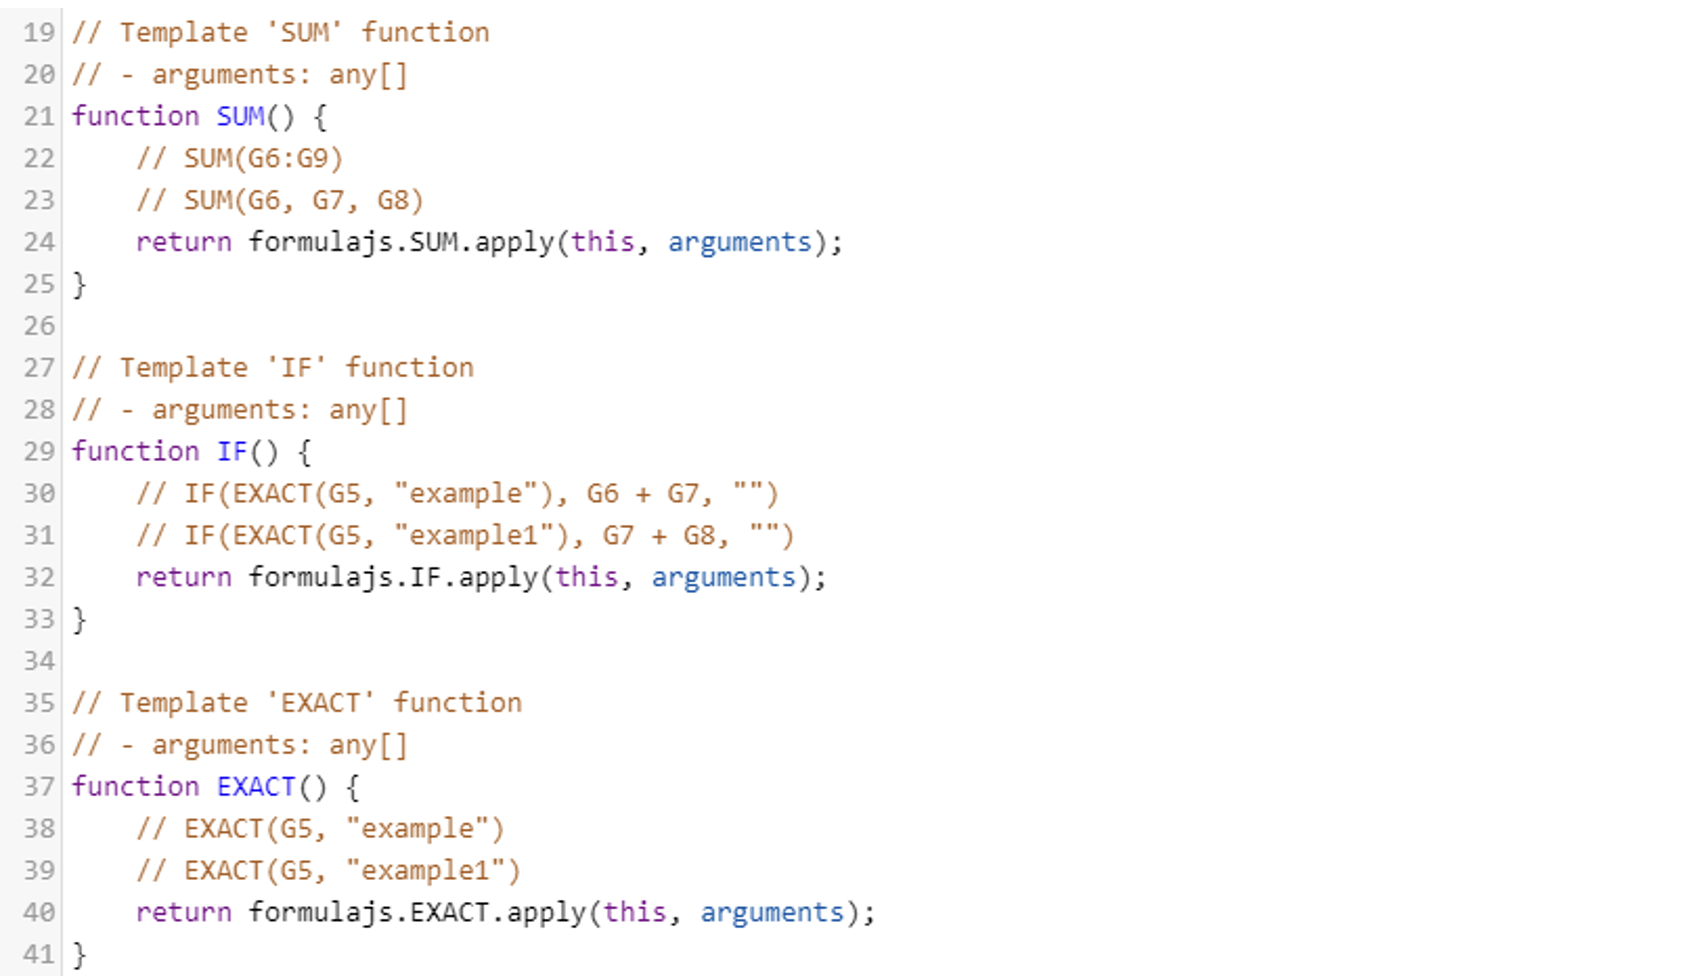 19 // Template 'SUM' function
20 // - arguments: any[]
21 function SUM() {
22     // SUM(G6:G9)
23     // SUM(G6, G7, G8)
24     return formulajs.SUM.apply(this, arguments);
25 }
26
27 // Template 'IF' function
28 // - arguments: any[]
29 function IF() {
30     // IF(EXACT(G5, "example"), G6 + G7, "")
31     // IF(EXACT(G5, "example1"), G7 + G8, "")
32     return formulajs.IF.apply(this, arguments);
33 }
34
35 // Template 'EXACT' function
36 // - arguments: any[]
37 function EXACT() {
38     // EXACT(G5, "example")
39     // EXACT(G5, "example1")
40     return formulajs.EXACT.apply(this, arguments);
41 }